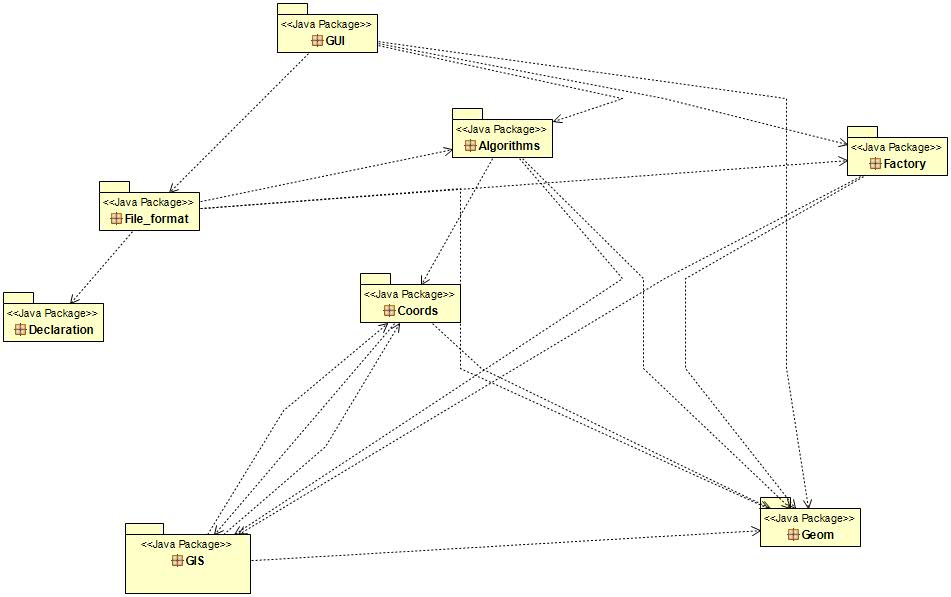 <<Java Package>>
GUI
<<Java Package>>
Algorithms
<<Java Package>>
Factory
<<Java Package>>
File_format
<<Java Package>>
Coords
<<Java Package>>
Declaration
<<Java Package>>
Geom
<<Java Package>>
GIS